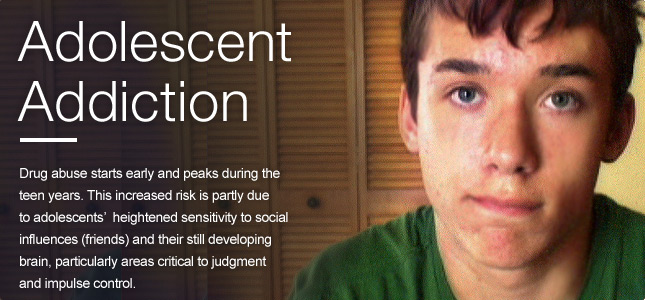 Adolescent
Addiction
Drug abuse starts early and peaks during the
teen years. This increased risk is partly due
to adolescents' heightened sensitivity to social
influences (friends) and their still developing
brain, particularly areas critical to judgment
and impulse control.